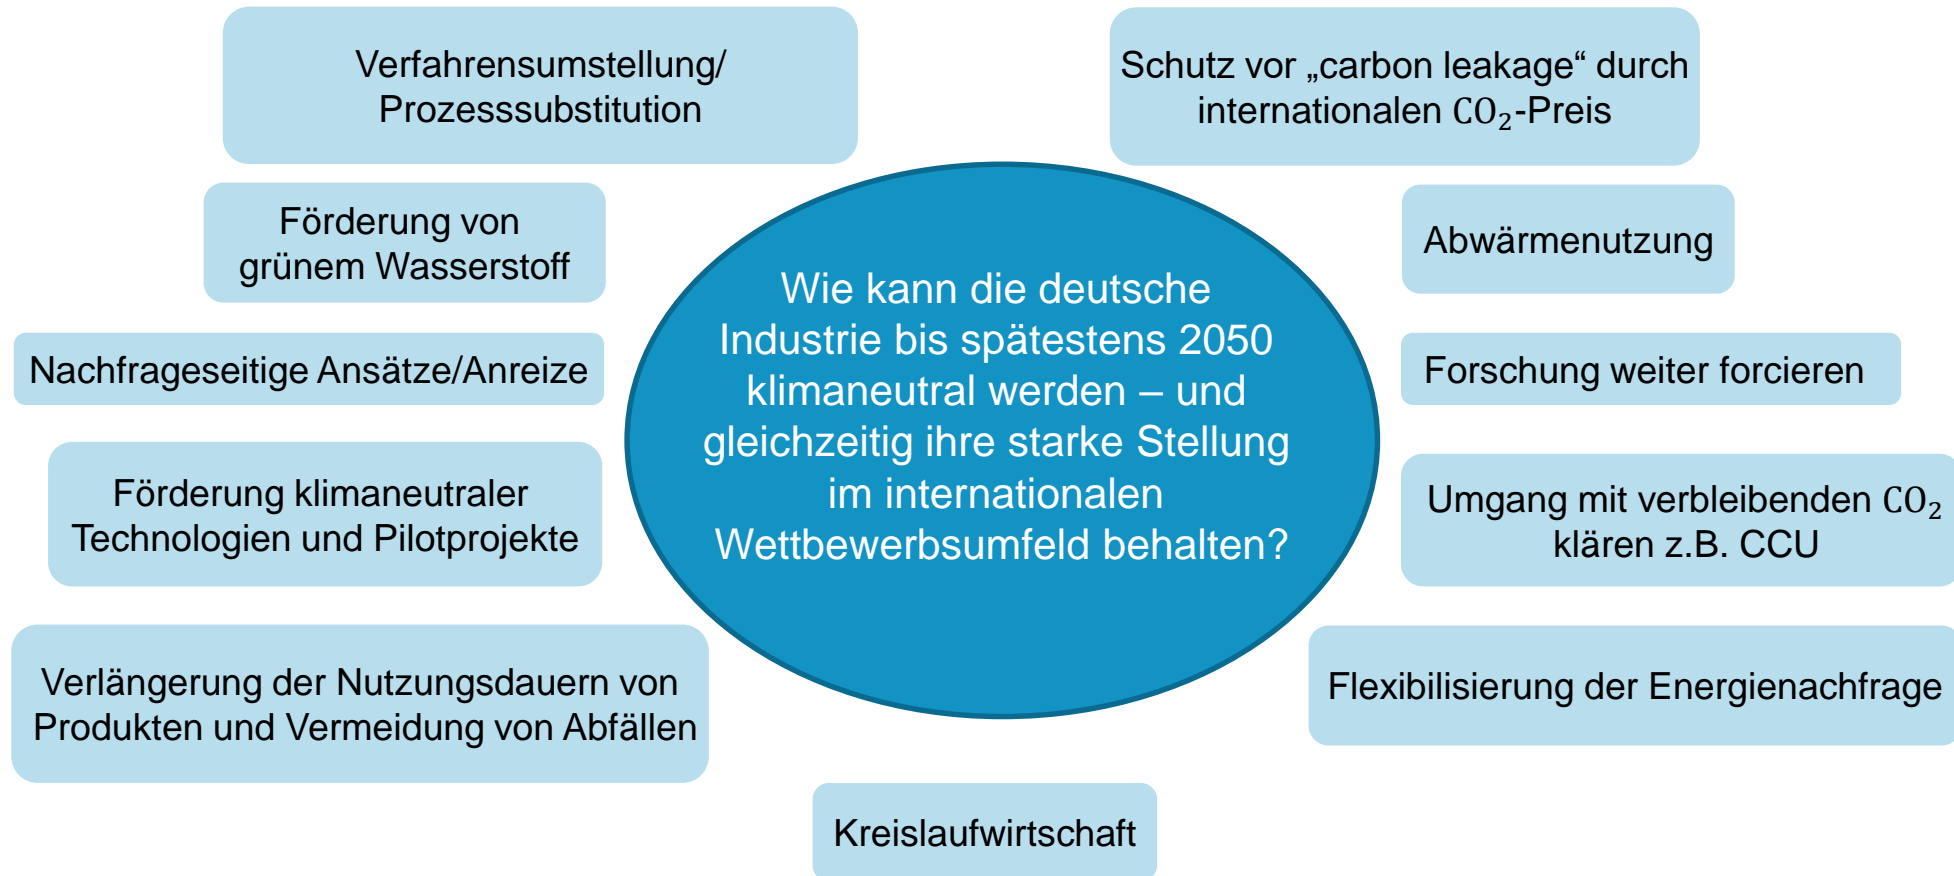 Verfahrensumstellung/
Prozesssubstitution
Schutz vor „carbon leakage“ durch
internationalen CO₂-Preis
Förderung von
grünem Wasserstoff
Abwärmenutzung
Nachfrageseitige Ansätze/Anreize
Forschung weiter forcieren
Wie kann die deutsche
Industrie bis spätestens 2050
klimaneutral werden – und
gleichzeitig ihre starke Stellung
im internationalen
Wettbewerbsumfeld behalten?
Förderung klimaneutraler
Technologien und Pilotprojekte
Umgang mit verbleibenden CO₂
klären z.B. CCU
Verlängerung der Nutzungsdauern von
Produkten und Vermeidung von Abfällen
Flexibilisierung der Energienachfrage
Kreislaufwirtschaft